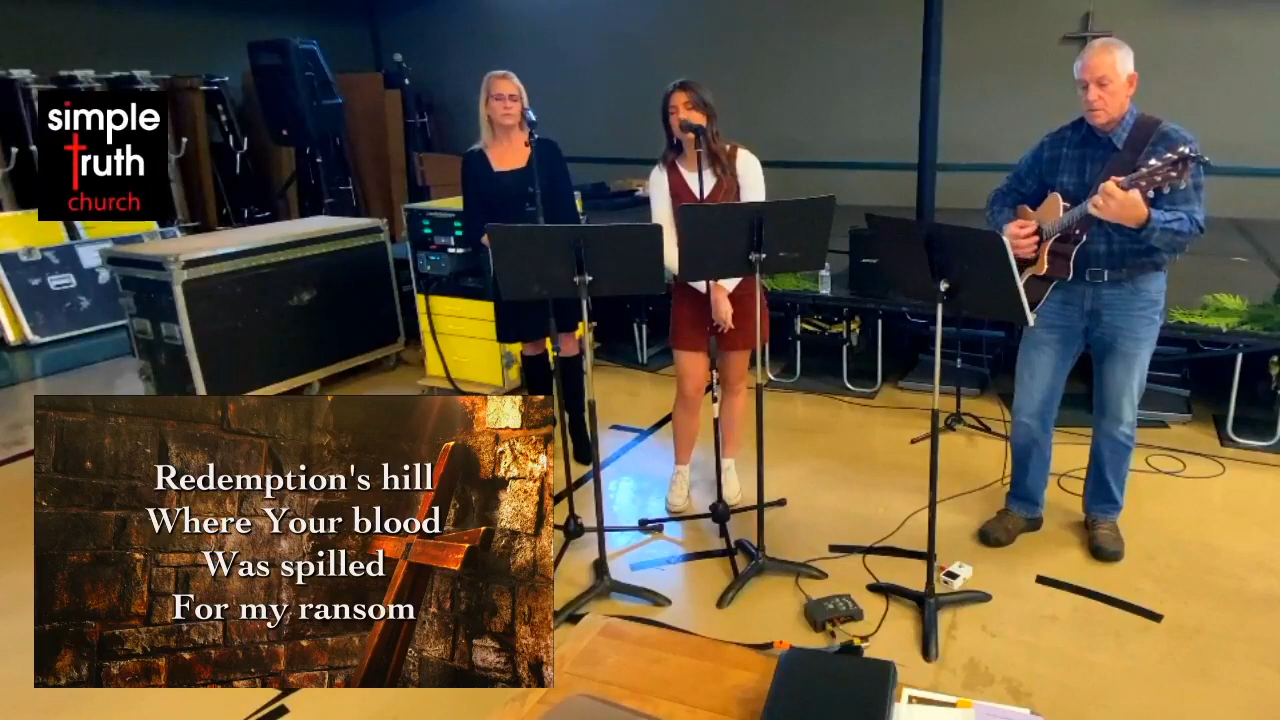 simple
truth
church
Redemption's hill
Where Your blood
Was spilled
For my ransom